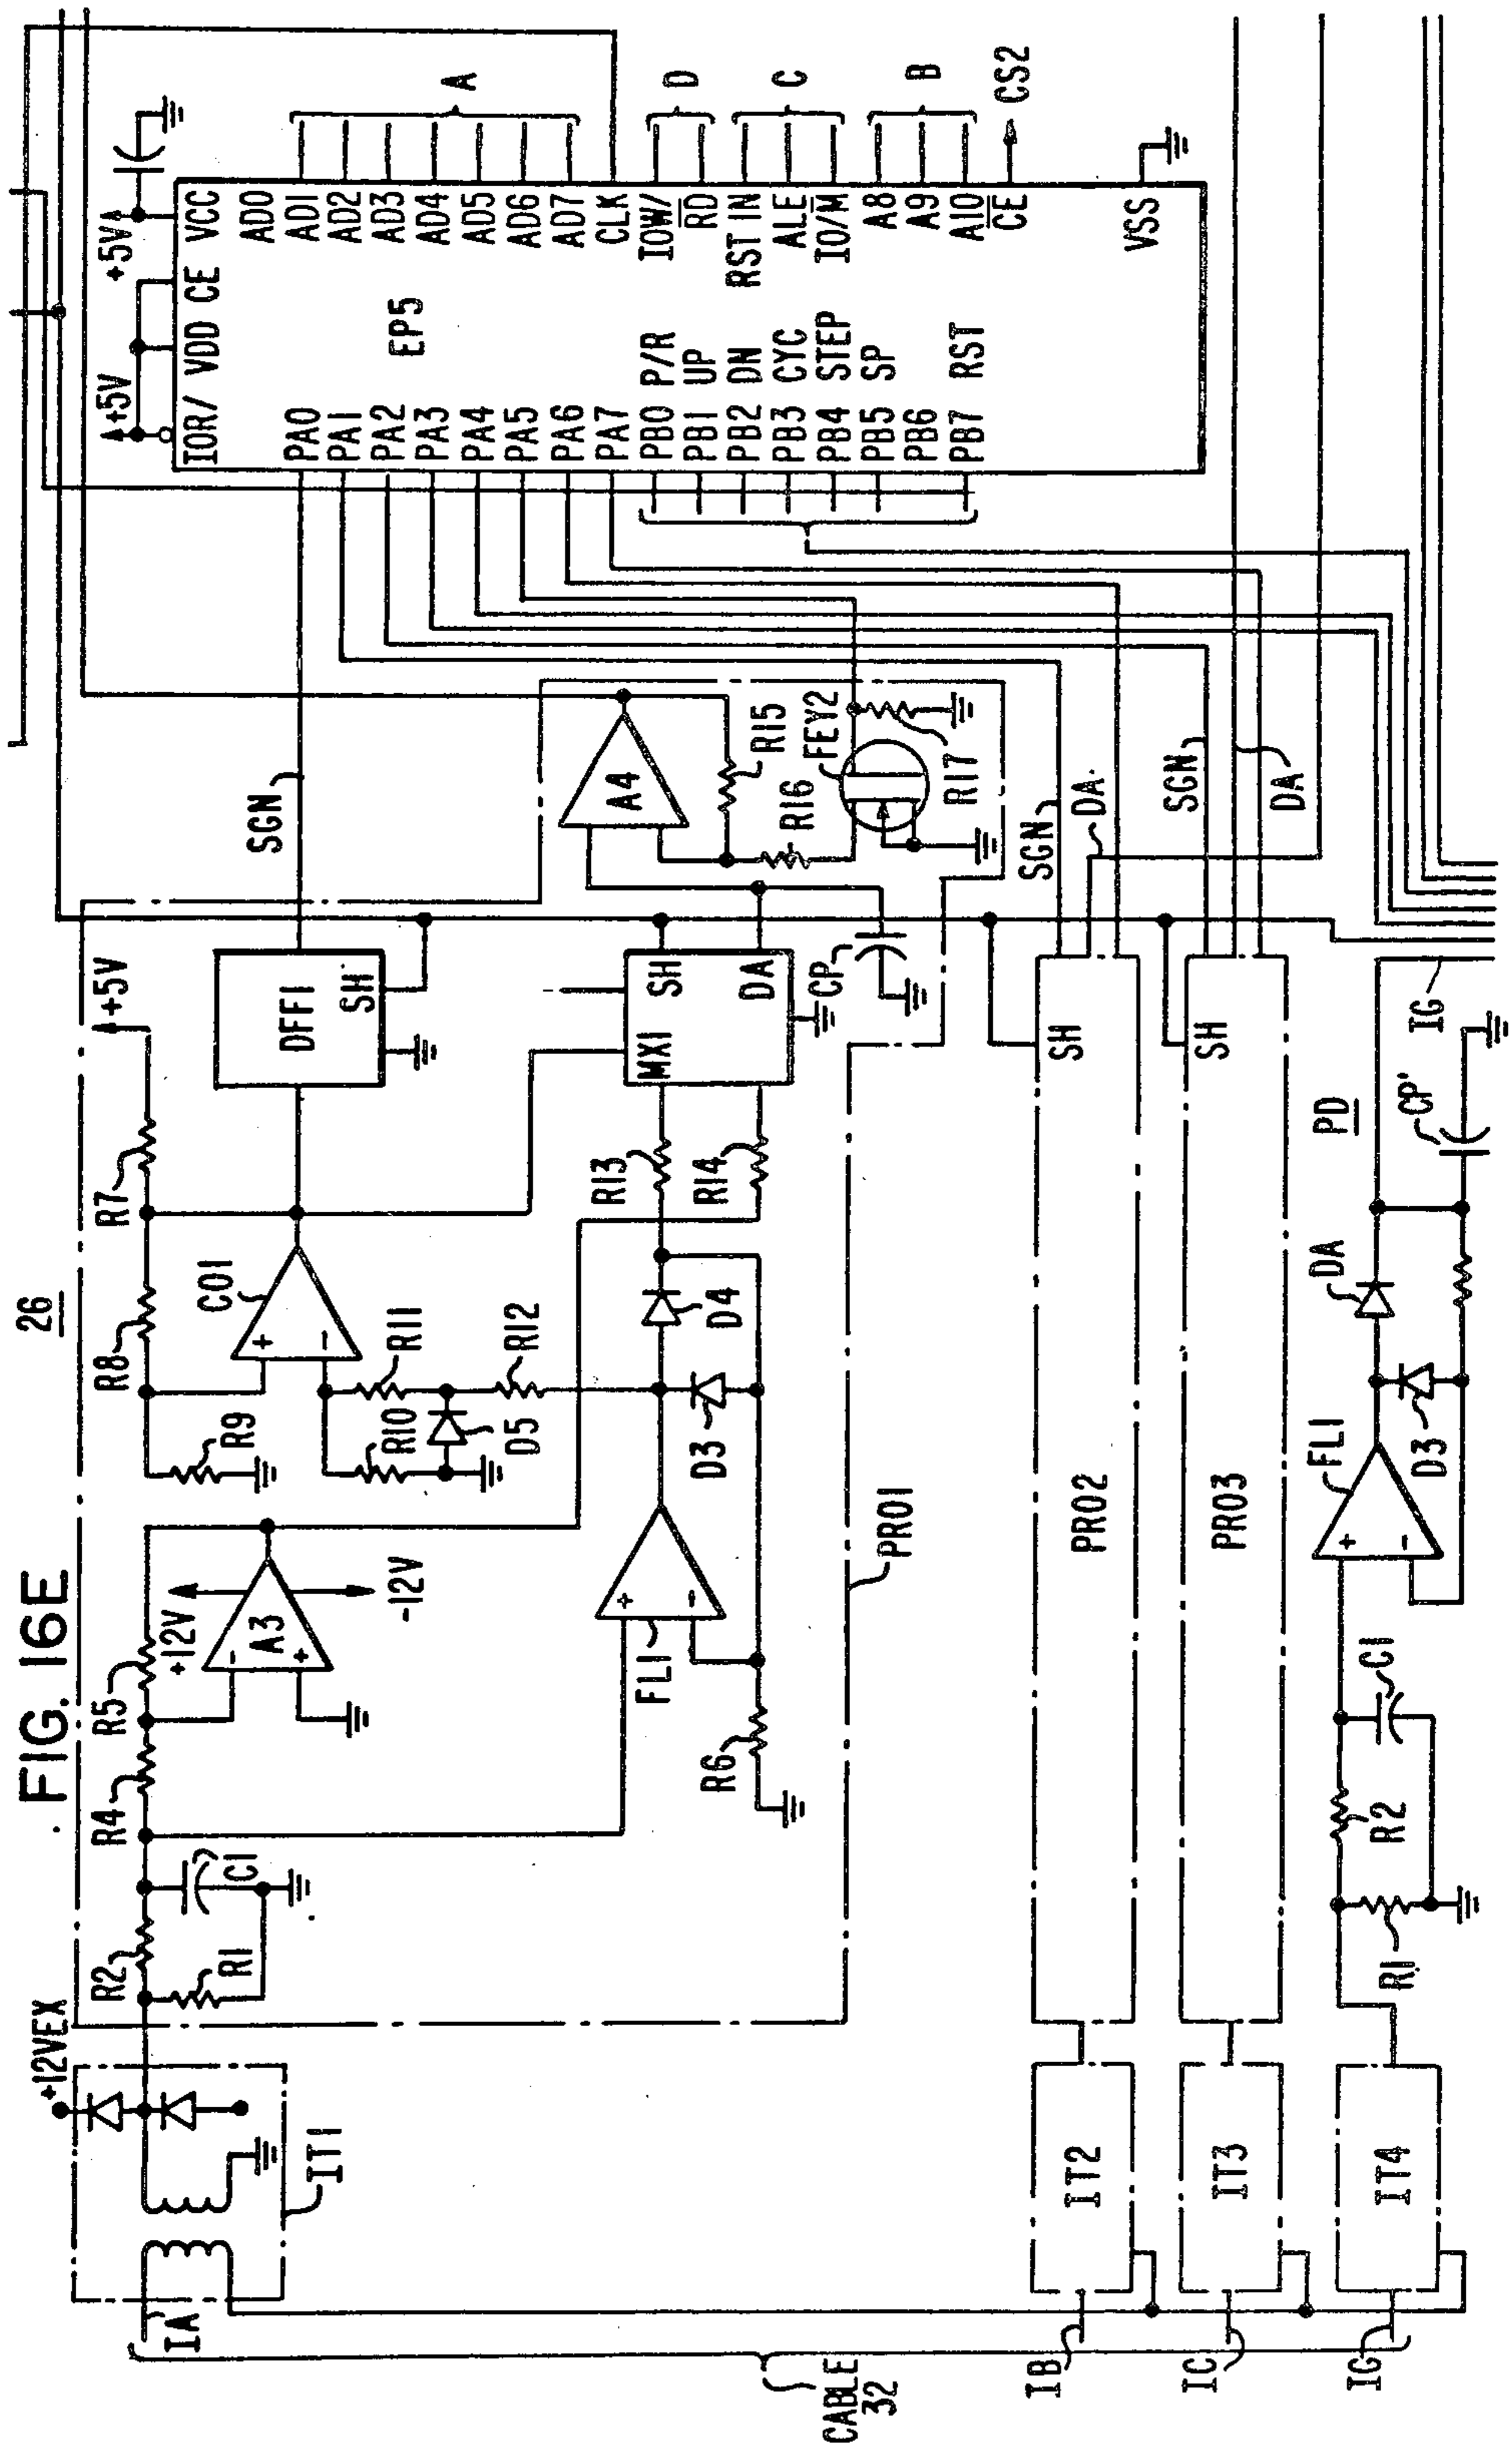 FIG. 16E
26
+12VEX
IA
IT1
CABLE
32
R2
R1
C1
R4
R5
+12V
-12V
A3
R6
FL1
R9
R8
R7
+5V
C01
R10
R11
D5
R12
D3
D4
R13
R14
DFF1
SH
MX1
SH
DA
CP
PR01
SGN
A4
R15
R16
FEY2
R17
+5V
+5V
IOR/
VDD
CE
VCC
EP5
PA0
PA1
PA2
PA3
PA4
PA5
PA6
PA7
PB0 P/R
PB1 UP
PB2 DN
PB3 CYC
PB4 STEP
PB5 SP
PB6
PB7 RST
AD0
AD1
AD2
AD3
AD4
AD5
AD6
AD7
CLK
IOW/
RD
RST IN
ALE
IO/M
A8
A9
A10
CE
VSS
A
D
C
B
CS2
IB
IT2
PR02
SH
SGN
DA
IC
IT3
PR03
SH
SGN
DA
IG
IT4
R1
R2
C1
FL1
D3
DA
PD
CP'
IG